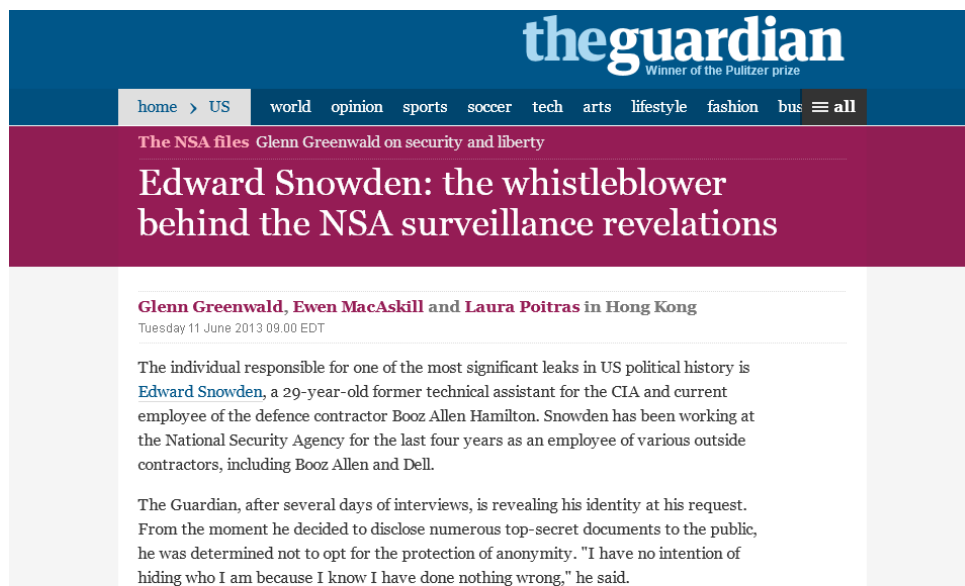 theguardian
Winner of the Pulitzer prize
home › US world opinion sports soccer tech arts lifestyle fashion bus ≡ all
The NSA files Glenn Greenwald on security and liberty
Edward Snowden: the whistleblower
behind the NSA surveillance revelations
Glenn Greenwald, Ewen MacAskill and Laura Poitras in Hong Kong
Tuesday 11 June 2013 09.00 EDT
The individual responsible for one of the most significant leaks in US political history is
Edward Snowden, a 29-year-old former technical assistant for the CIA and current
employee of the defence contractor Booz Allen Hamilton. Snowden has been working at
the National Security Agency for the last four years as an employee of various outside
contractors, including Booz Allen and Dell.
The Guardian, after several days of interviews, is revealing his identity at his request.
From the moment he decided to disclose numerous top-secret documents to the public,
he was determined not to opt for the protection of anonymity. "I have no intention of
hiding who I am because I know I have done nothing wrong," he said.